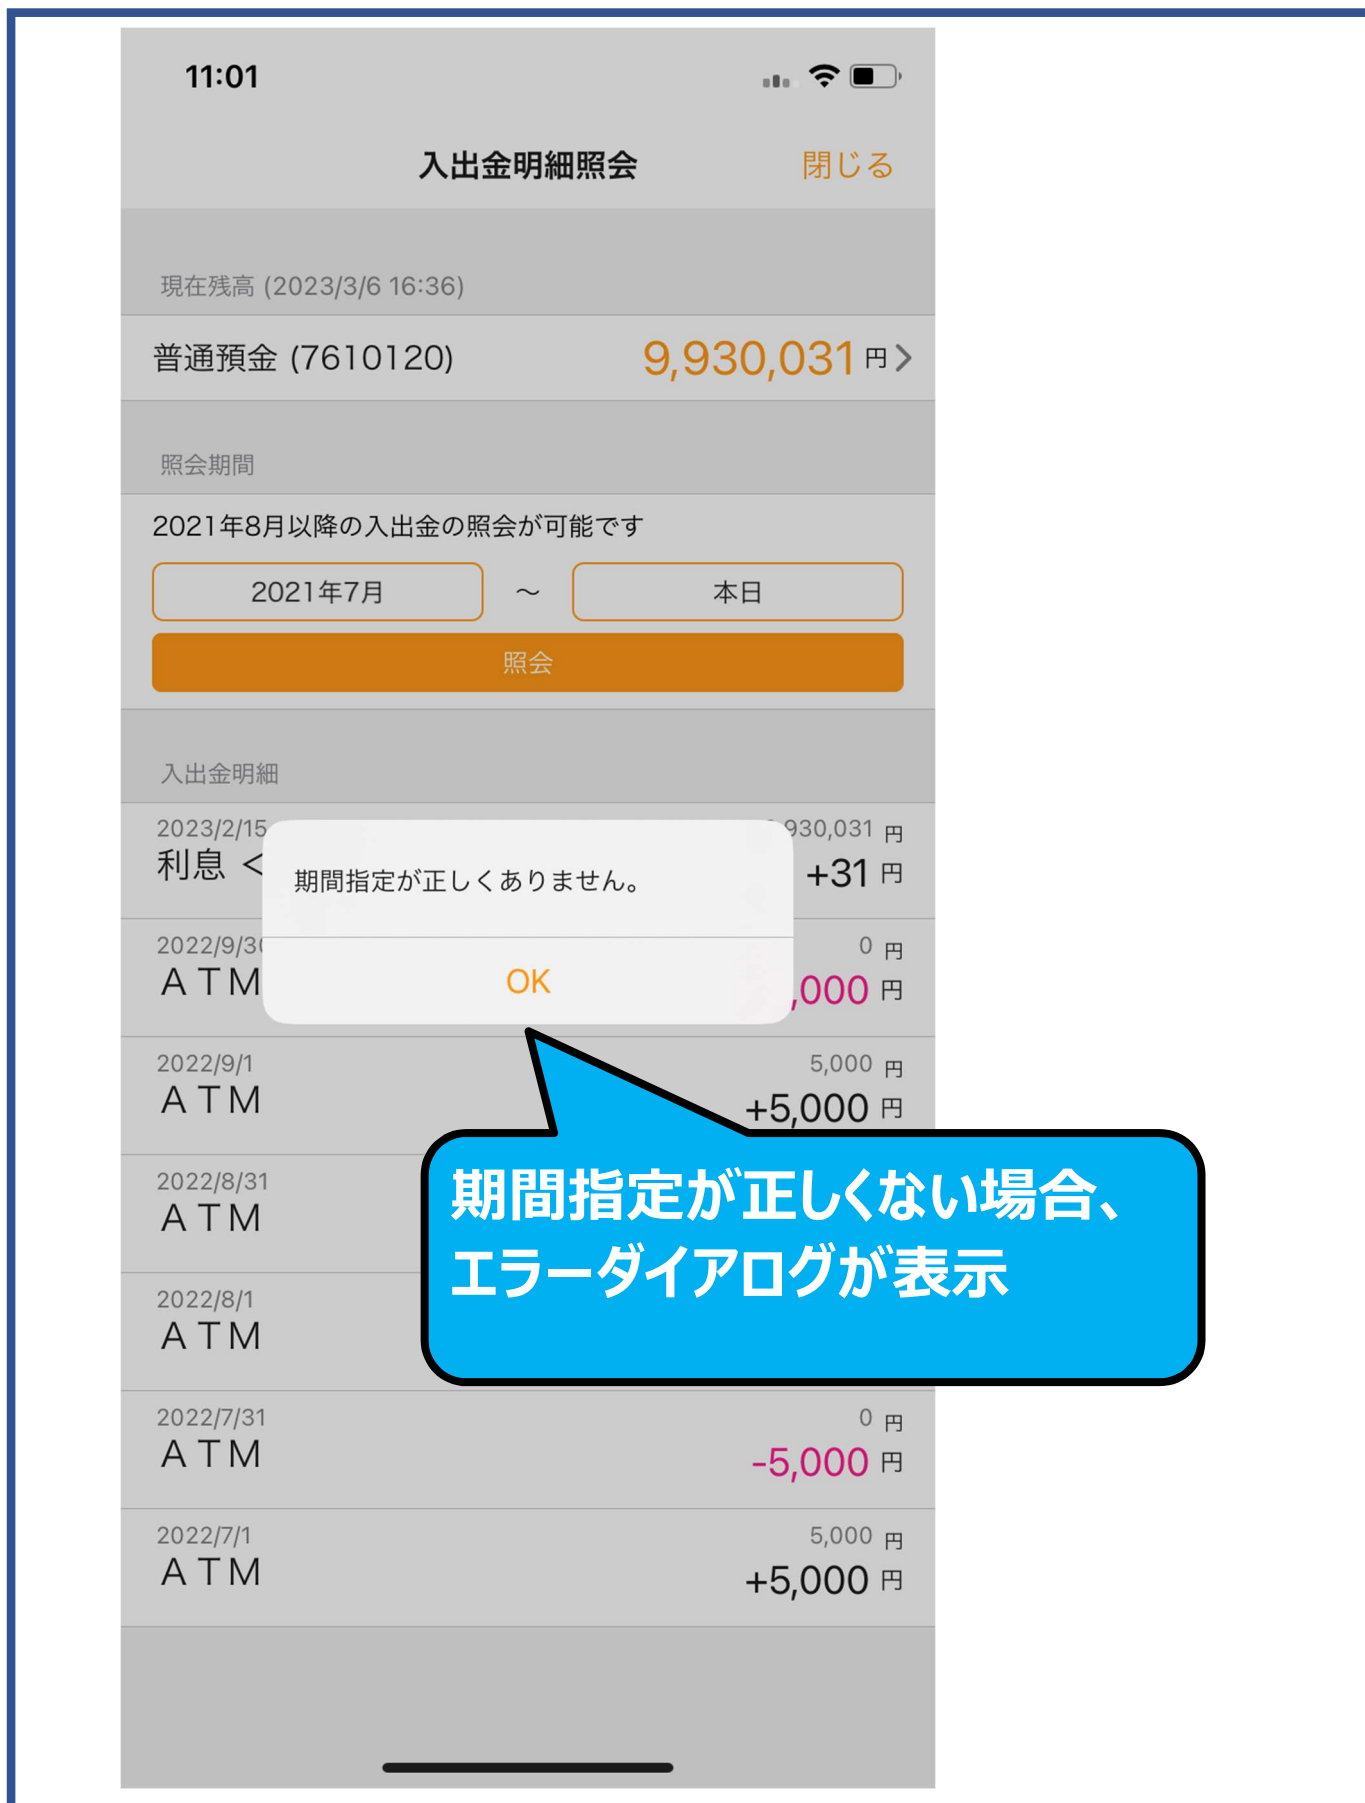 11:01
入出金明細照会
閉じる
現在残高 (2023/3/6 16:36)
普通預金 (7610120)
9,930,031 円
照会期間
2021年8月以降の入出金の照会が可能です
2021年7月 ～ 本日
照会
入出金明細
2023/2/15
930,031 円
利息 <
+31 円
期間指定が正しくありません。
OK
2022/9/30
0 円
ATM
,000 円
2022/9/1
5,000 円
ATM
+5,000 円
期間指定が正しくない場合、
エラーダイアログが表示
2022/8/31
ATM
2022/8/1
ATM
2022/7/31
0 円
ATM
-5,000 円
2022/7/1
5,000 円
ATM
+5,000 円